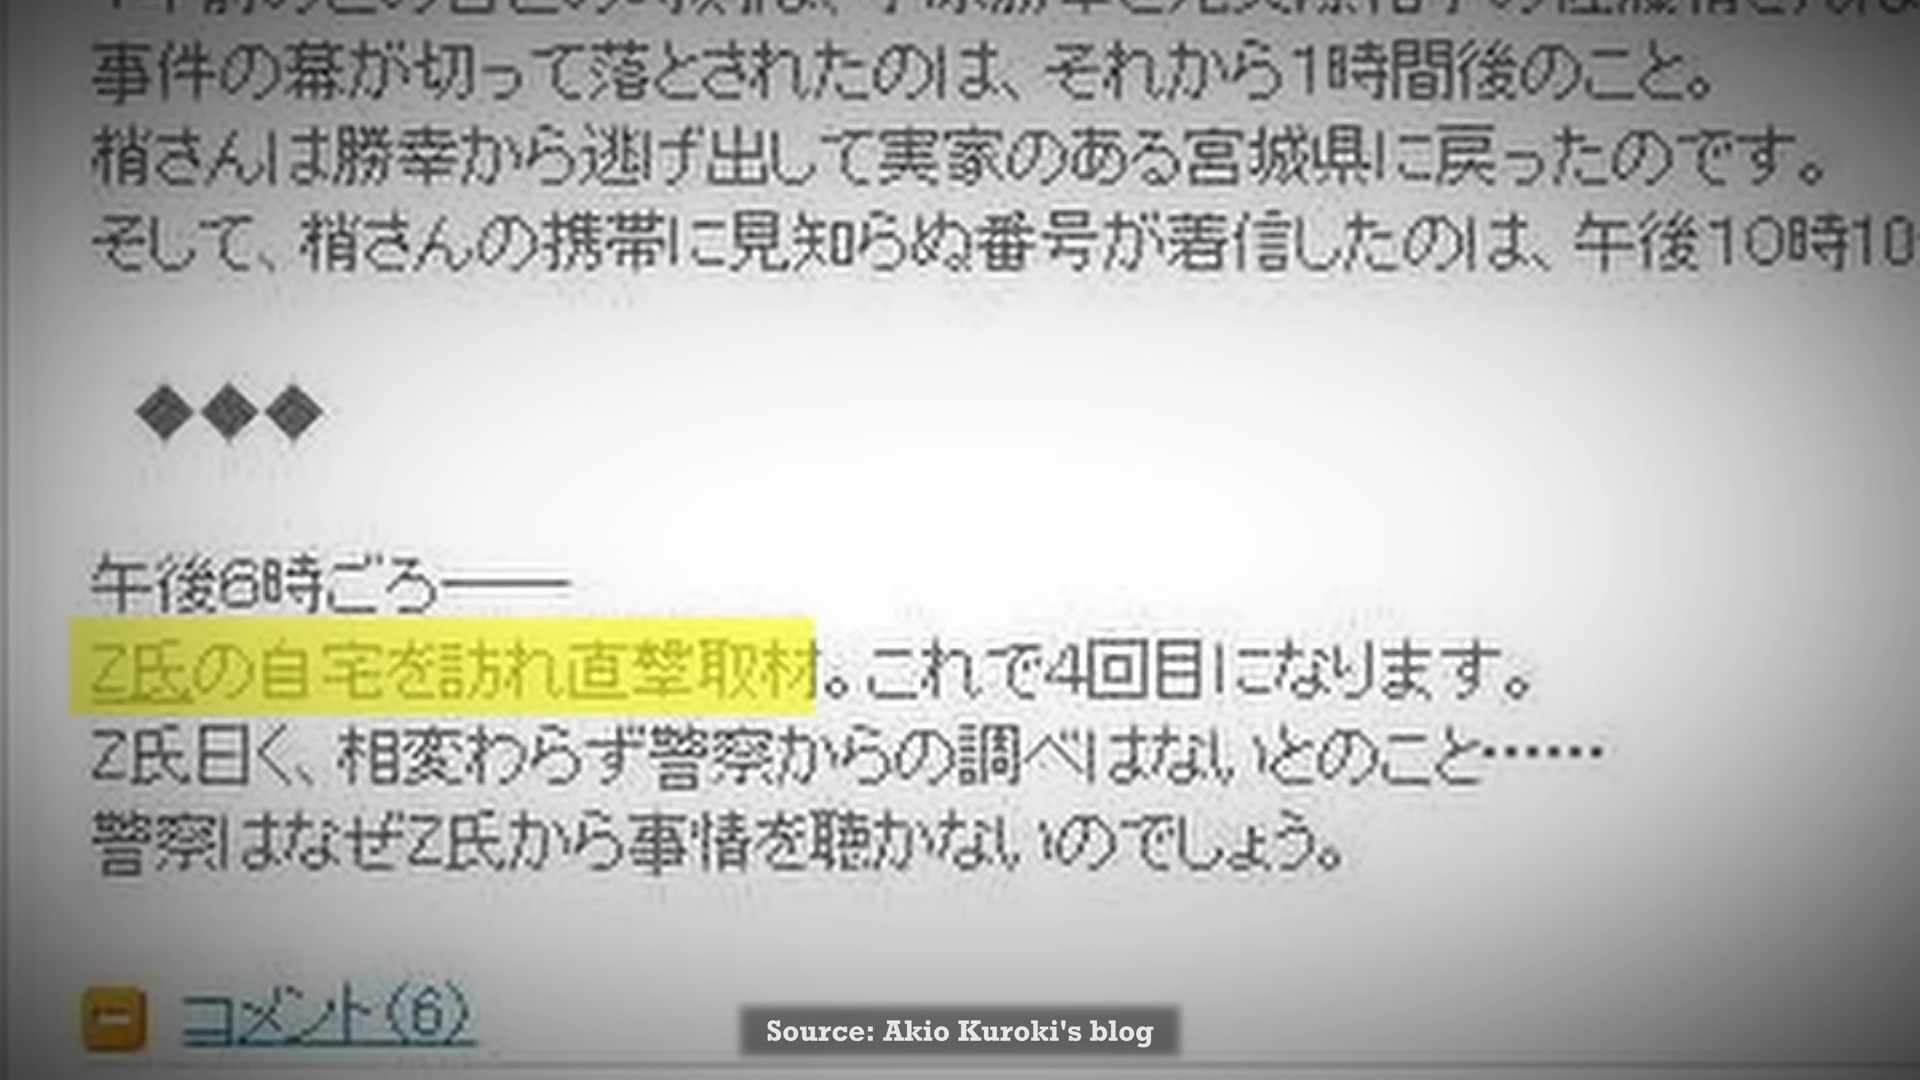 事件の幕が切って落とされたのは、それから1時間後のこと。
梢さんは勝幸から逃げ出して実家のある宮城県に戻ったのです。
そして、梢さんの携帯に見知らぬ番号が着信したのは、午後10時10
◆◆◆
午後6時ごろ――
Z氏の自宅を訪れ直撃取材。これで4回目になります。
Z氏曰く、相変わらず警察からの調べはないとのこと……
警察はなぜZ氏から事情を聴かないのでしょう。
コメント(6)
Source: Akio Kuroki's blog